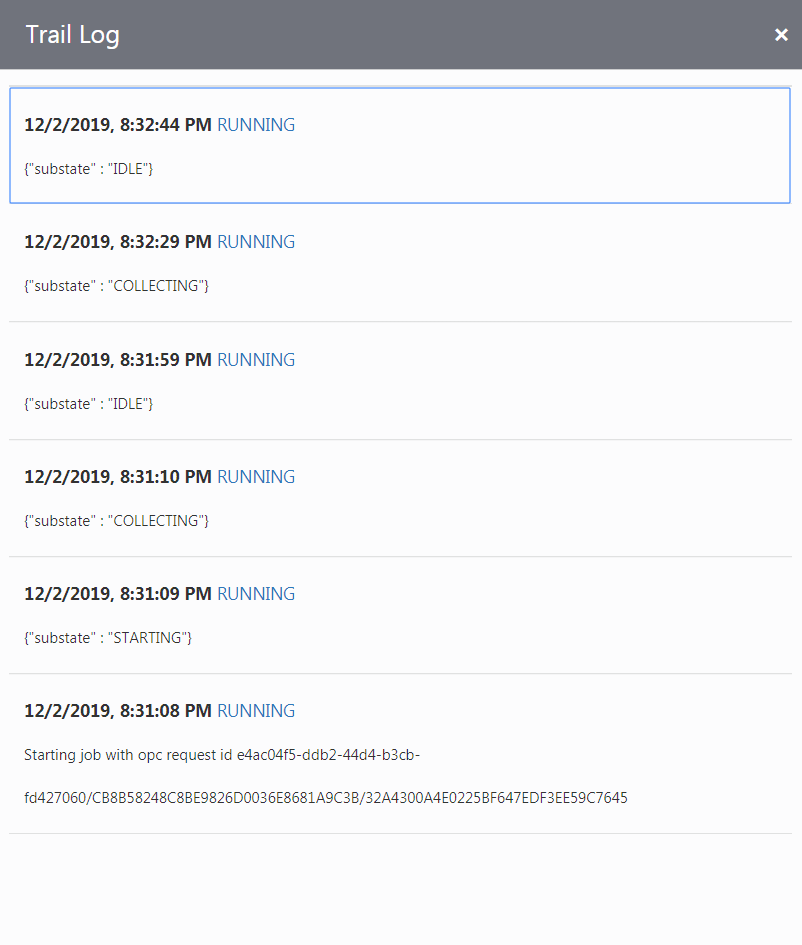 Trail Log
×
12/2/2019, 8:32:44 PM RUNNING
{"substate" : "IDLE"}
12/2/2019, 8:32:29 PM RUNNING
{"substate" : "COLLECTING"}
12/2/2019, 8:31:59 PM RUNNING
{"substate" : "IDLE"}
12/2/2019, 8:31:10 PM RUNNING
{"substate" : "COLLECTING"}
12/2/2019, 8:31:09 PM RUNNING
{"substate" : "STARTING"}
12/2/2019, 8:31:08 PM RUNNING
Starting job with opc request id e4ac04f5-ddb2-44d4-b3cb-
fd427060/CB8B58248C8BE9826D0036E8681A9C3B/32A4300A4E0225BF647EDF3EE59C7645